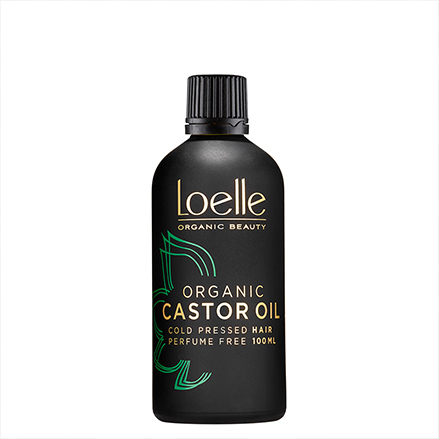 Loelle
ORGANIC BEAUTY
ORGANIC
CASTOR OIL
COLD PRESSED HAIR
PERFUME FREE 100ML